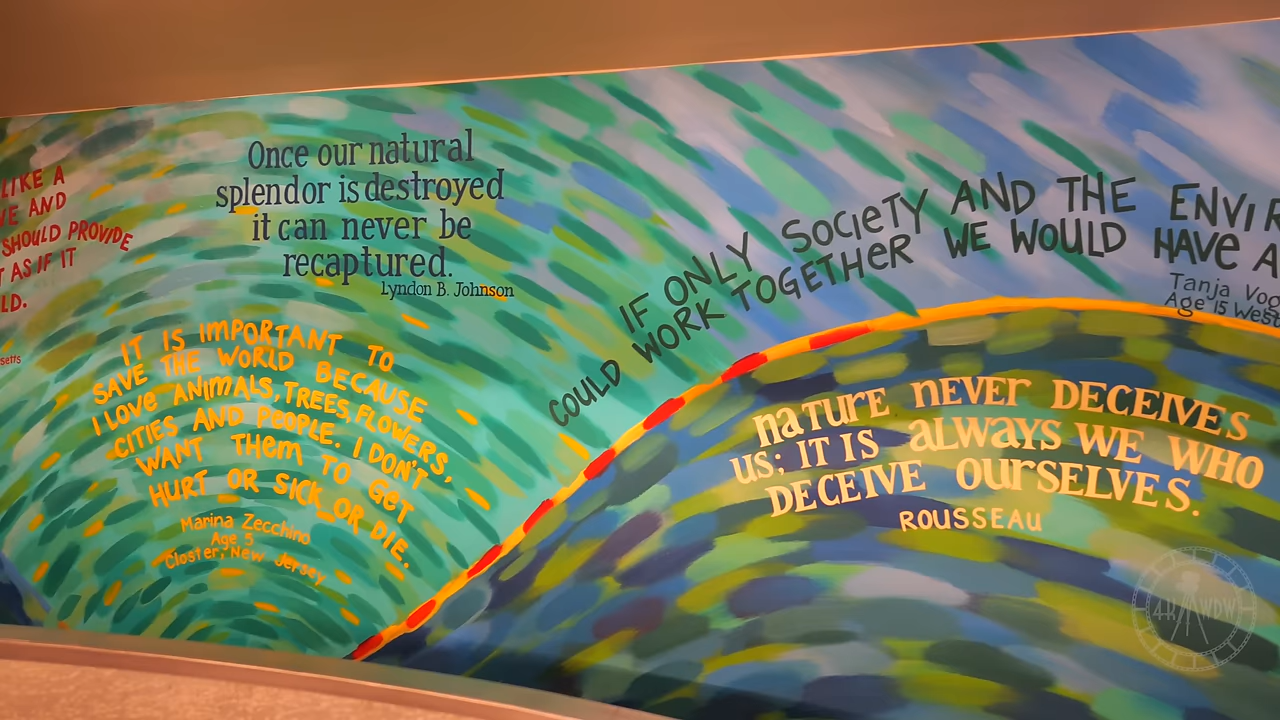 LIKE A
VE AND
SHOULD PROVIDE
T AS IF IT
LD.
setts
Once our natural
splendor is destroyed
it can never be
recaptured.
Lyndon B. Johnson
IT IS IMPORTANT TO
SAVE THE WORLD BECAUSE
I LOVE ANIMALS, TREES, FLOWERS,
CITIES AND PEOPLE. I DON'T
WANT THEM TO GET
HURT OR SICK OR DIE.
Marina Zecchino
Age 5
Closter, New Jersey
IF ONLY SOCIETY AND THE ENVIR
COULD WORK TOGETHER WE WOULD HAVE A
Tanja Vog
Age 15 West
NATURE NEVER DECEIVES
US; IT IS ALWAYS WE WHO
DECEIVE OURSELVES.
ROUSSEAU
WDW